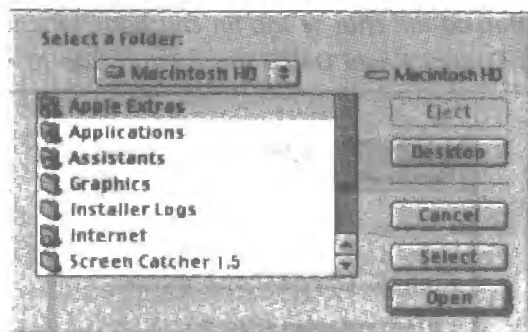 Select a Folder:
Macintosh HD
Macintosh HD
Apple Extras
Applications
Assistants
Graphics
Installer Logs
Internet
Screen Catcher 1.5
Eject
Desktop
Cancel
Select
Open